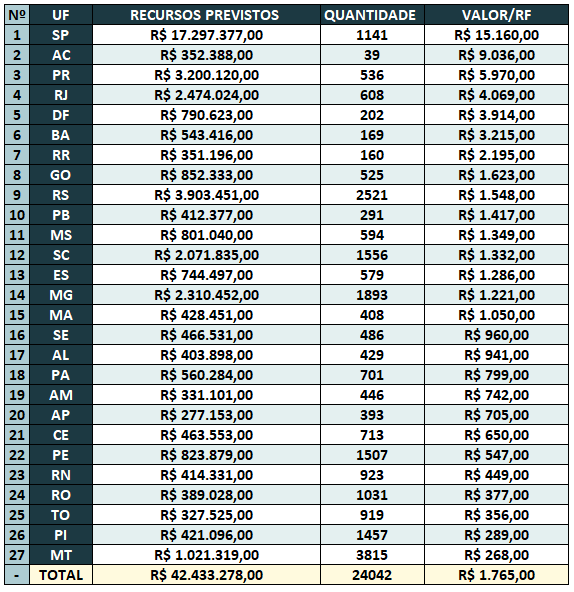 Nº UF RECURSOS PREVISTOS QUANTIDADE VALOR/RF
1 SP R$ 17.297.377,00 1141 R$ 15.160,00
2 AC R$ 352.388,00 39 R$ 9.036,00
3 PR R$ 3.200.120,00 536 R$ 5.970,00
4 RJ R$ 2.474.024,00 608 R$ 4.069,00
5 DF R$ 790.623,00 202 R$ 3.914,00
6 BA R$ 543.416,00 169 R$ 3.215,00
7 RR R$ 351.196,00 160 R$ 2.195,00
8 GO R$ 852.333,00 525 R$ 1.623,00
9 RS R$ 3.903.451,00 2521 R$ 1.548,00
10 PB R$ 412.377,00 291 R$ 1.417,00
11 MS R$ 801.040,00 594 R$ 1.349,00
12 SC R$ 2.071.835,00 1556 R$ 1.332,00
13 ES R$ 744.497,00 579 R$ 1.286,00
14 MG R$ 2.310.452,00 1893 R$ 1.221,00
15 MA R$ 428.451,00 408 R$ 1.050,00
16 SE R$ 466.531,00 486 R$ 960,00
17 AL R$ 403.898,00 429 R$ 941,00
18 PA R$ 560.284,00 701 R$ 799,00
19 AM R$ 331.101,00 446 R$ 742,00
20 AP R$ 277.153,00 393 R$ 705,00
21 CE R$ 463.553,00 713 R$ 650,00
22 PE R$ 823.879,00 1507 R$ 547,00
23 RN R$ 414.331,00 923 R$ 449,00
24 RO R$ 389.028,00 1031 R$ 377,00
25 TO R$ 327.525,00 919 R$ 356,00
26 PI R$ 421.096,00 1457 R$ 289,00
27 MT R$ 1.021.319,00 3815 R$ 268,00
- TOTAL R$ 42.433.278,00 24042 R$ 1.765,00